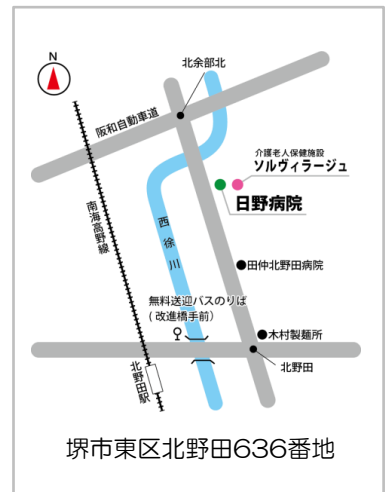 N
北余部北
阪和自動車道
介護老人保健施設
ソルヴィラージュ
日野病院
南海高野線
西徐川
●田仲北野田病院
無料送迎バスのりば
(改進橋手前)
●木村製麺所
北野田
北野田駅
堺市東区北野田636番地